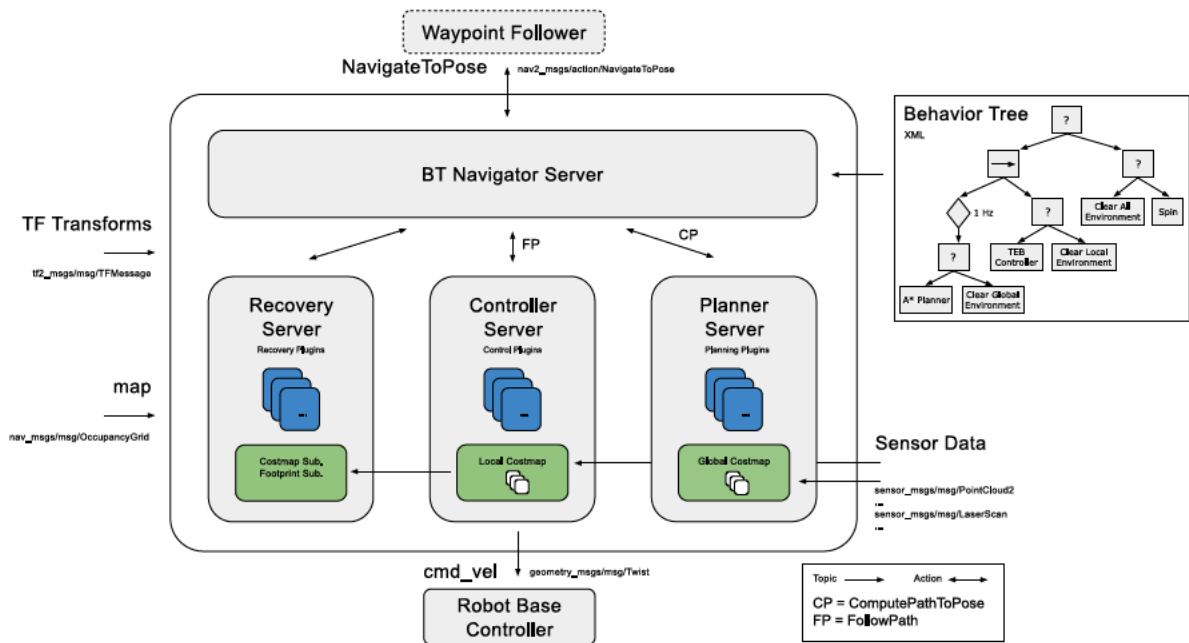 Waypoint Follower
NavigateToPose
nav2_msgs/action/NavigateToPose
BT Navigator Server
Behavior Tree
XML
?
?
1 Hz
?
Clear All
Environment
Spin
?
TEB
Controller
Clear Local
Environment
A* Planner
Clear Global
Environment
TF Transforms
tf2_msgs/msg/TFMessage
FP
CP
Recovery
Server
Recovery Plugins
...
Controller
Server
Control Plugins
...
Planner
Server
Planning Plugins
...
map
nav_msgs/msg/OccupancyGrid
Costmap Sub.
Footprint Sub.
Local Costmap
Global Costmap
Sensor Data
sensor_msgs/msg/PointCloud2
...
sensor_msgs/msg/LaserScan
...
cmd_vel
geometry_msgs/msg/Twist
Robot Base
Controller
Topic
Action
CP = ComputePathToPose
FP = FollowPath